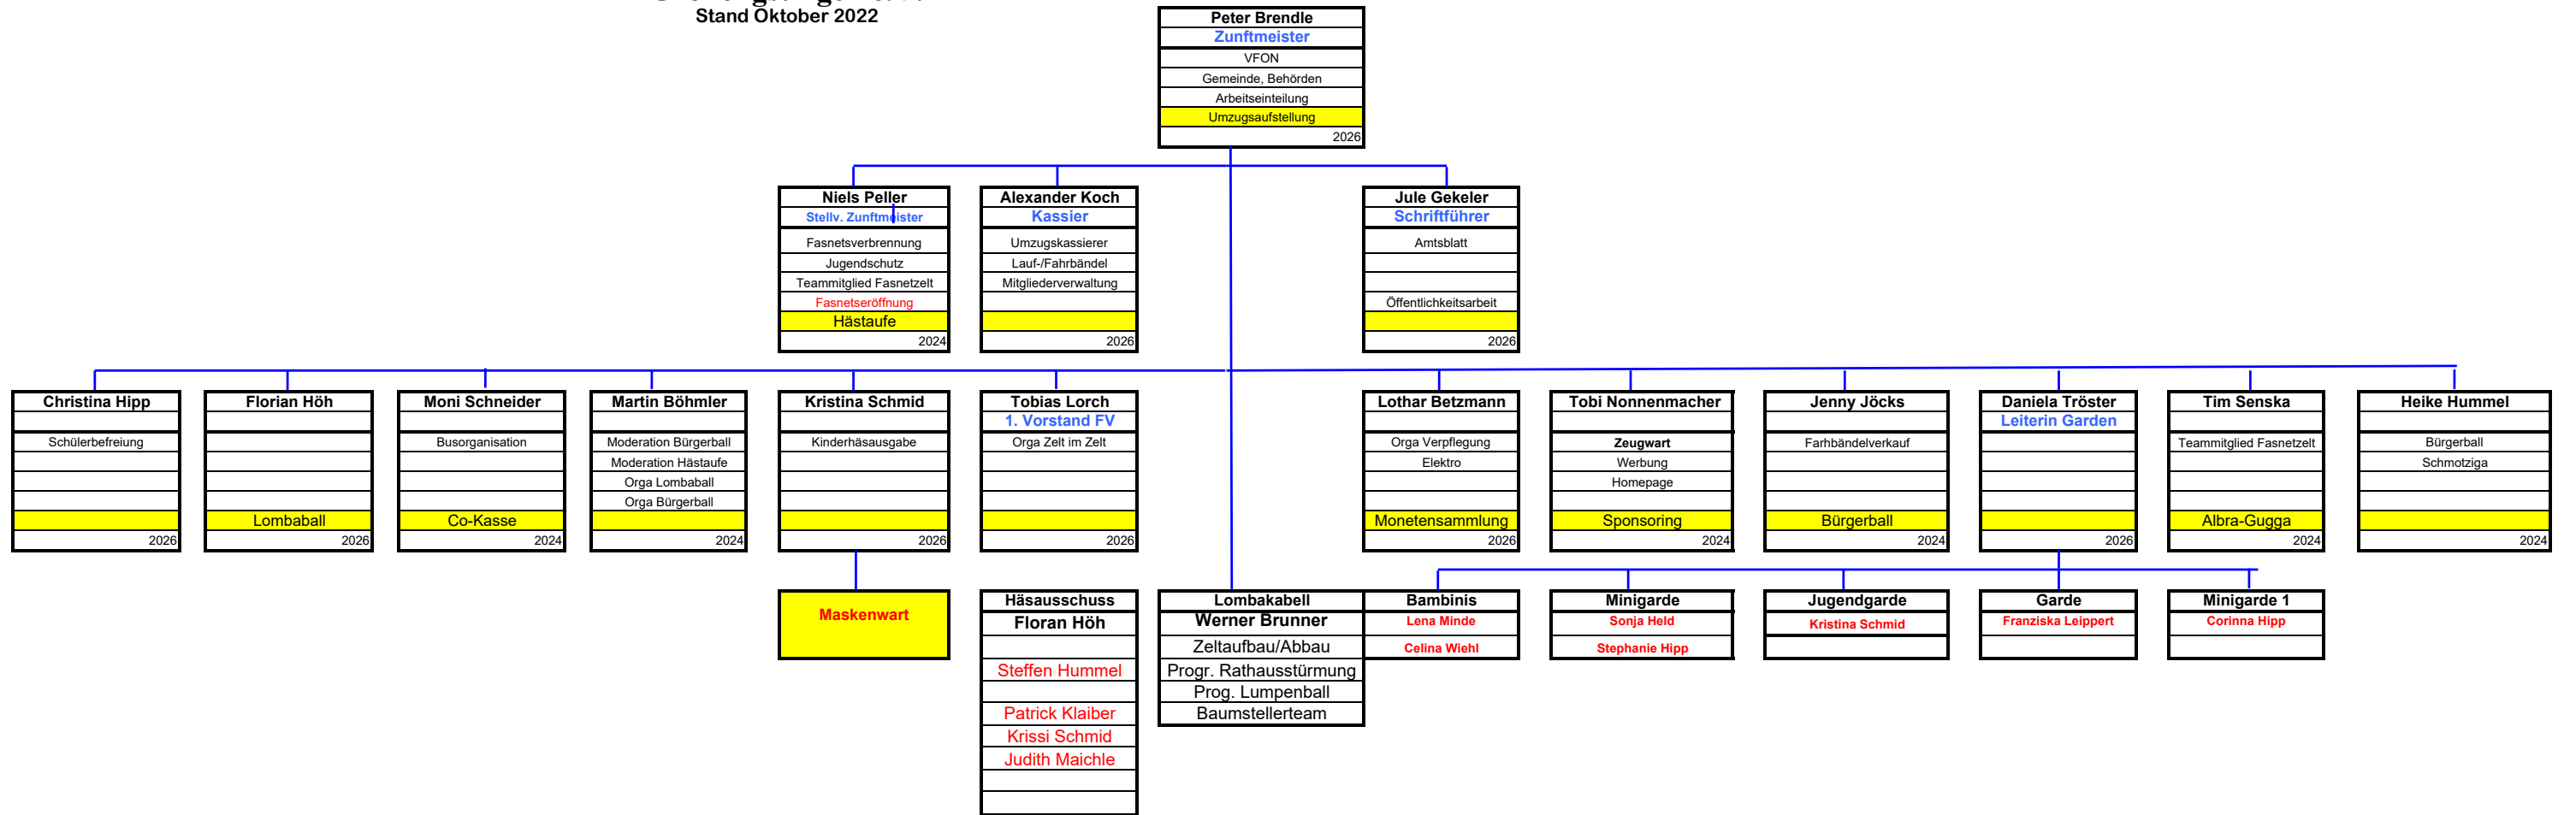 Stand Oktober 2022
Peter Brendle
Zunftmeister
VFON
Gemeinde, Behörden
Arbeitseinteilung
Umzugsaufstellung
2026
Niels Peller
Stellv. Zunftmeister
Fasnetsverbrennung
Jugendschutz
Teammitglied Fasnetzelt
Fasnetseröffnung
Hästaufe
2024
Alexander Koch
Kassier
Umzugskassierer
Lauf-/Fahrbändel
Mitgliederverwaltung
2026
Jule Gekeler
Schriftführer
Amtsblatt
Öffentlichkeitsarbeit
2026
Christina Hipp
Schülerbefreiung
2026
Florian Höh
Lombaball
2026
Moni Schneider
Busorganisation
Co-Kasse
2024
Martin Böhmler
Moderation Bürgerball
Moderation Hästaufe
Orga Lombaball
Orga Bürgerball
2024
Kristina Schmid
Kinderhäsausgabe
2026
Tobias Lorch
1. Vorstand FV
Orga Zelt im Zelt
2026
Lothar Betzmann
Orga Verpflegung
Elektro
Monetensammlung
2026
Tobi Nonnenmacher
Zeugwart
Werbung
Homepage
Sponsoring
2024
Jenny Jöcks
Farhbändelverkauf
Bürgerball
2024
Daniela Tröster
Leiterin Garden
2026
Tim Senska
Teammitglied Fasnetzelt
Albra-Gugga
2024
Heike Hummel
Bürgerball
Schmotziga
2024
Maskenwart
Häsausschuss
Floran Höh
Steffen Hummel
Patrick Klaiber
Krissi Schmid
Judith Maichle
Lombakabell
Werner Brunner
Zeltaufbau/Abbau
Progr. Rathausstürmung
Prog. Lumpenball
Baumstellerteam
Bambinis
Lena Minde
Celina Wiehl
Minigarde
Sonja Held
Stephanie Hipp
Jugendgarde
Kristina Schmid
Garde
Franziska Leippert
Minigarde 1
Corinna Hipp